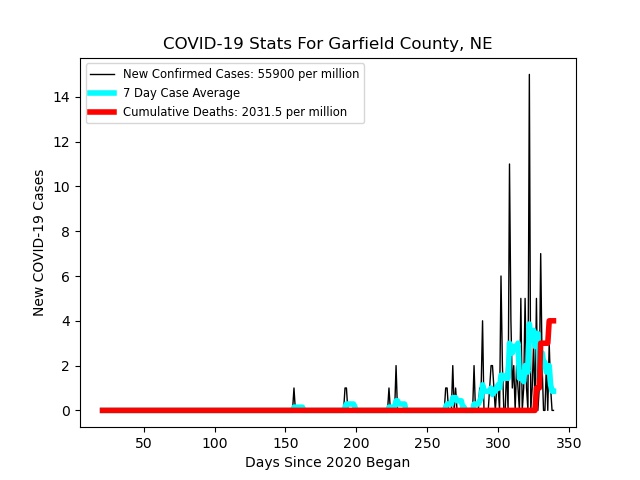 COVID-19 Stats For Garfield County, NE
New Confirmed Cases: 55900 per million
7 Day Case Average
Cumulative Deaths: 2031.5 per million
New COVID-19 Cases
14
12
10
8
6
4
2
0
50 100 150 200 250 300 350
Days Since 2020 Began